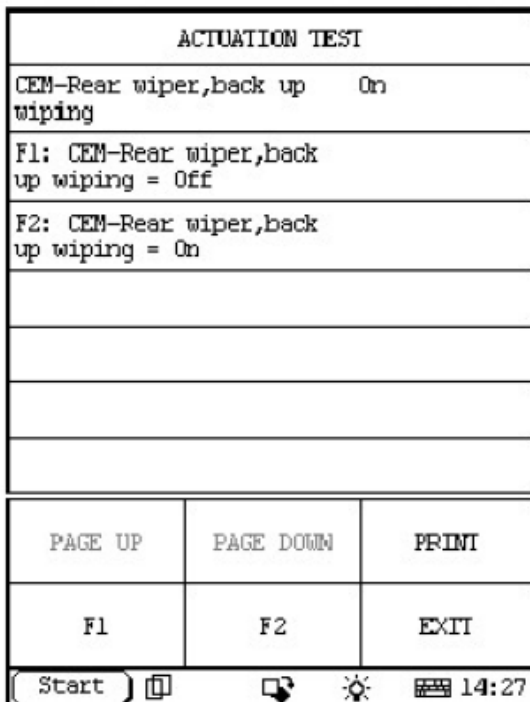 ACTUATION TEST
CEM-Rear wiper,back up On
wiping
F1: CEM-Rear wiper,back
up wiping = Off
F2: CEM-Rear wiper,back
up wiping = On
PAGE UP PAGE DOWN PRINT
F1 F2 EXIT
Start 14:27